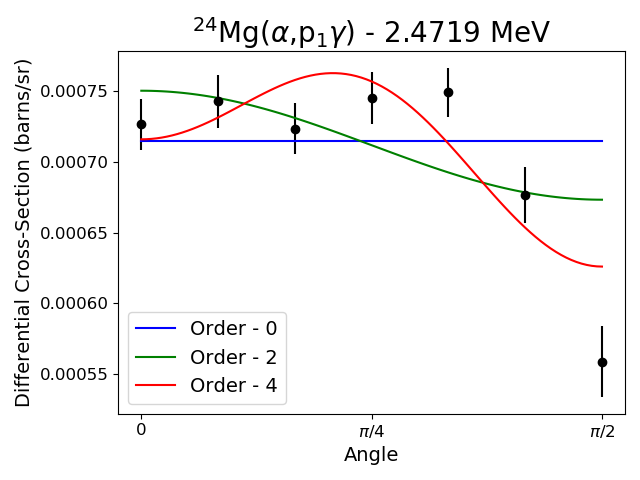 ²⁴Mg(α,p₁γ) - 2.4719 MeV
Differential Cross-Section (barns/sr)
0.00075
0.00070
0.00065
0.00060
0.00055
Order - 0
Order - 2
Order - 4
0
π/4
π/2
Angle